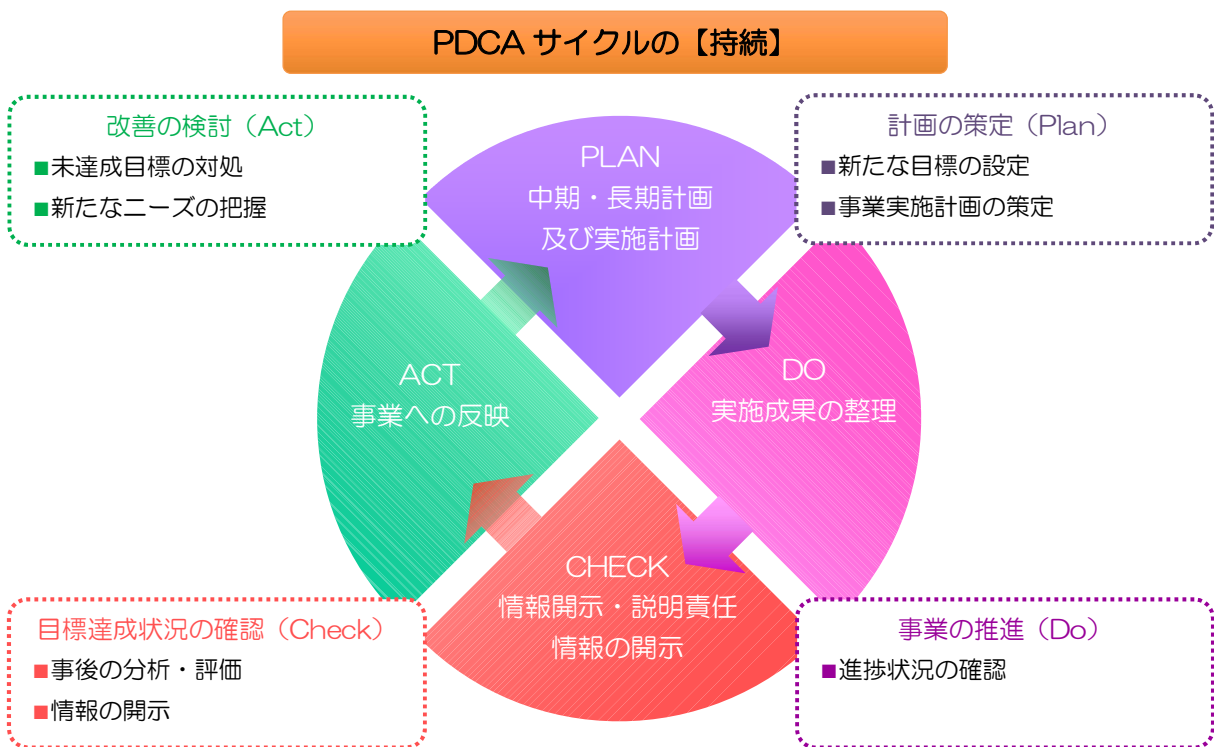 PDCA サイクルの【持続】
改善の検討（Act）
■未達成目標の対処
■新たなニーズの把握
計画の策定（Plan）
■新たな目標の設定
■事業実施計画の策定
PLAN
中期・長期計画
及び実施計画
ACT
事業への反映
DO
実施成果の整理
CHECK
情報開示・説明責任
情報の開示
目標達成状況の確認（Check）
■事後の分析・評価
■情報の開示
事業の推進（Do）
■進捗状況の確認